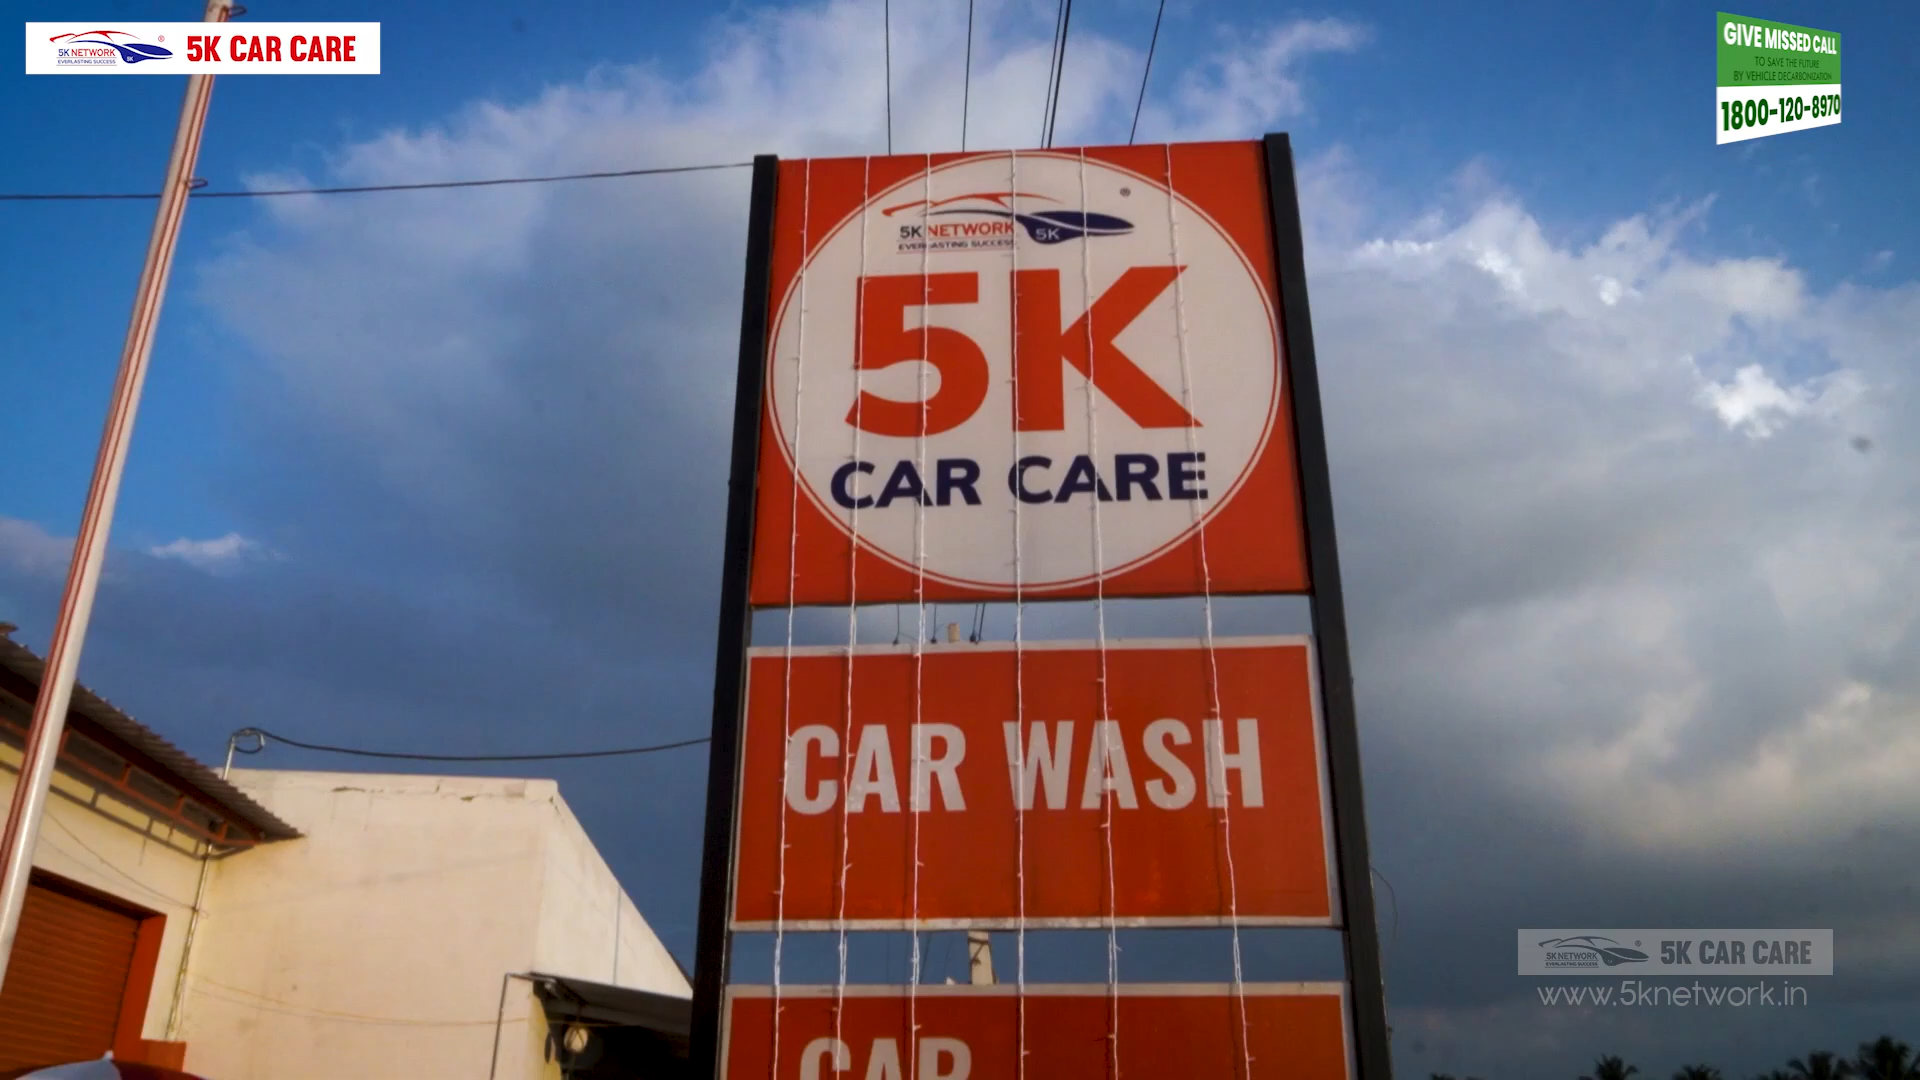 5K NETWORK ®
EVERLASTING SUCCESS
5K
5K CAR CARE
GIVE MISSED CALL
TO SAVE THE FUTURE
BY VEHICLE DECARBONIZATION
1800-120-8970
®
5K NETWORK
5K
EVERLASTING SUCCESS
5K
CAR CARE
CAR WASH
CAR
5K NETWORK ®
EVERLASTING SUCCESS
5K CAR CARE
www.5knetwork.in